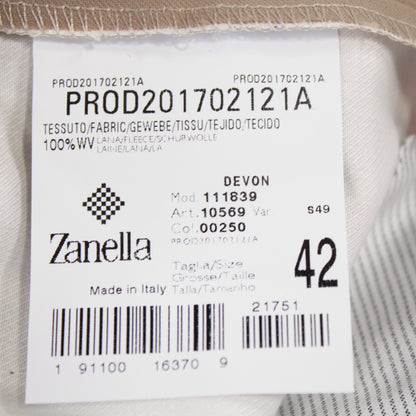 PROD201702121A PROD201702121A
PROD201702121A
TESSUTO/FABRIC/GEWEBE/TISSU/TEJIDO/TECIDO
100%WV LANA/FLEECE/SCHURWOLLE
LAINE/LANA/LA
DEVON
Mod. 111839
Art. 10569 Var S49
Col. 00250
PROD201702121A
Zanella
Taglia/Size
Grosse/Taille
Talla/Tamanho
42
Made in Italy
21751
1 91100 16370 9